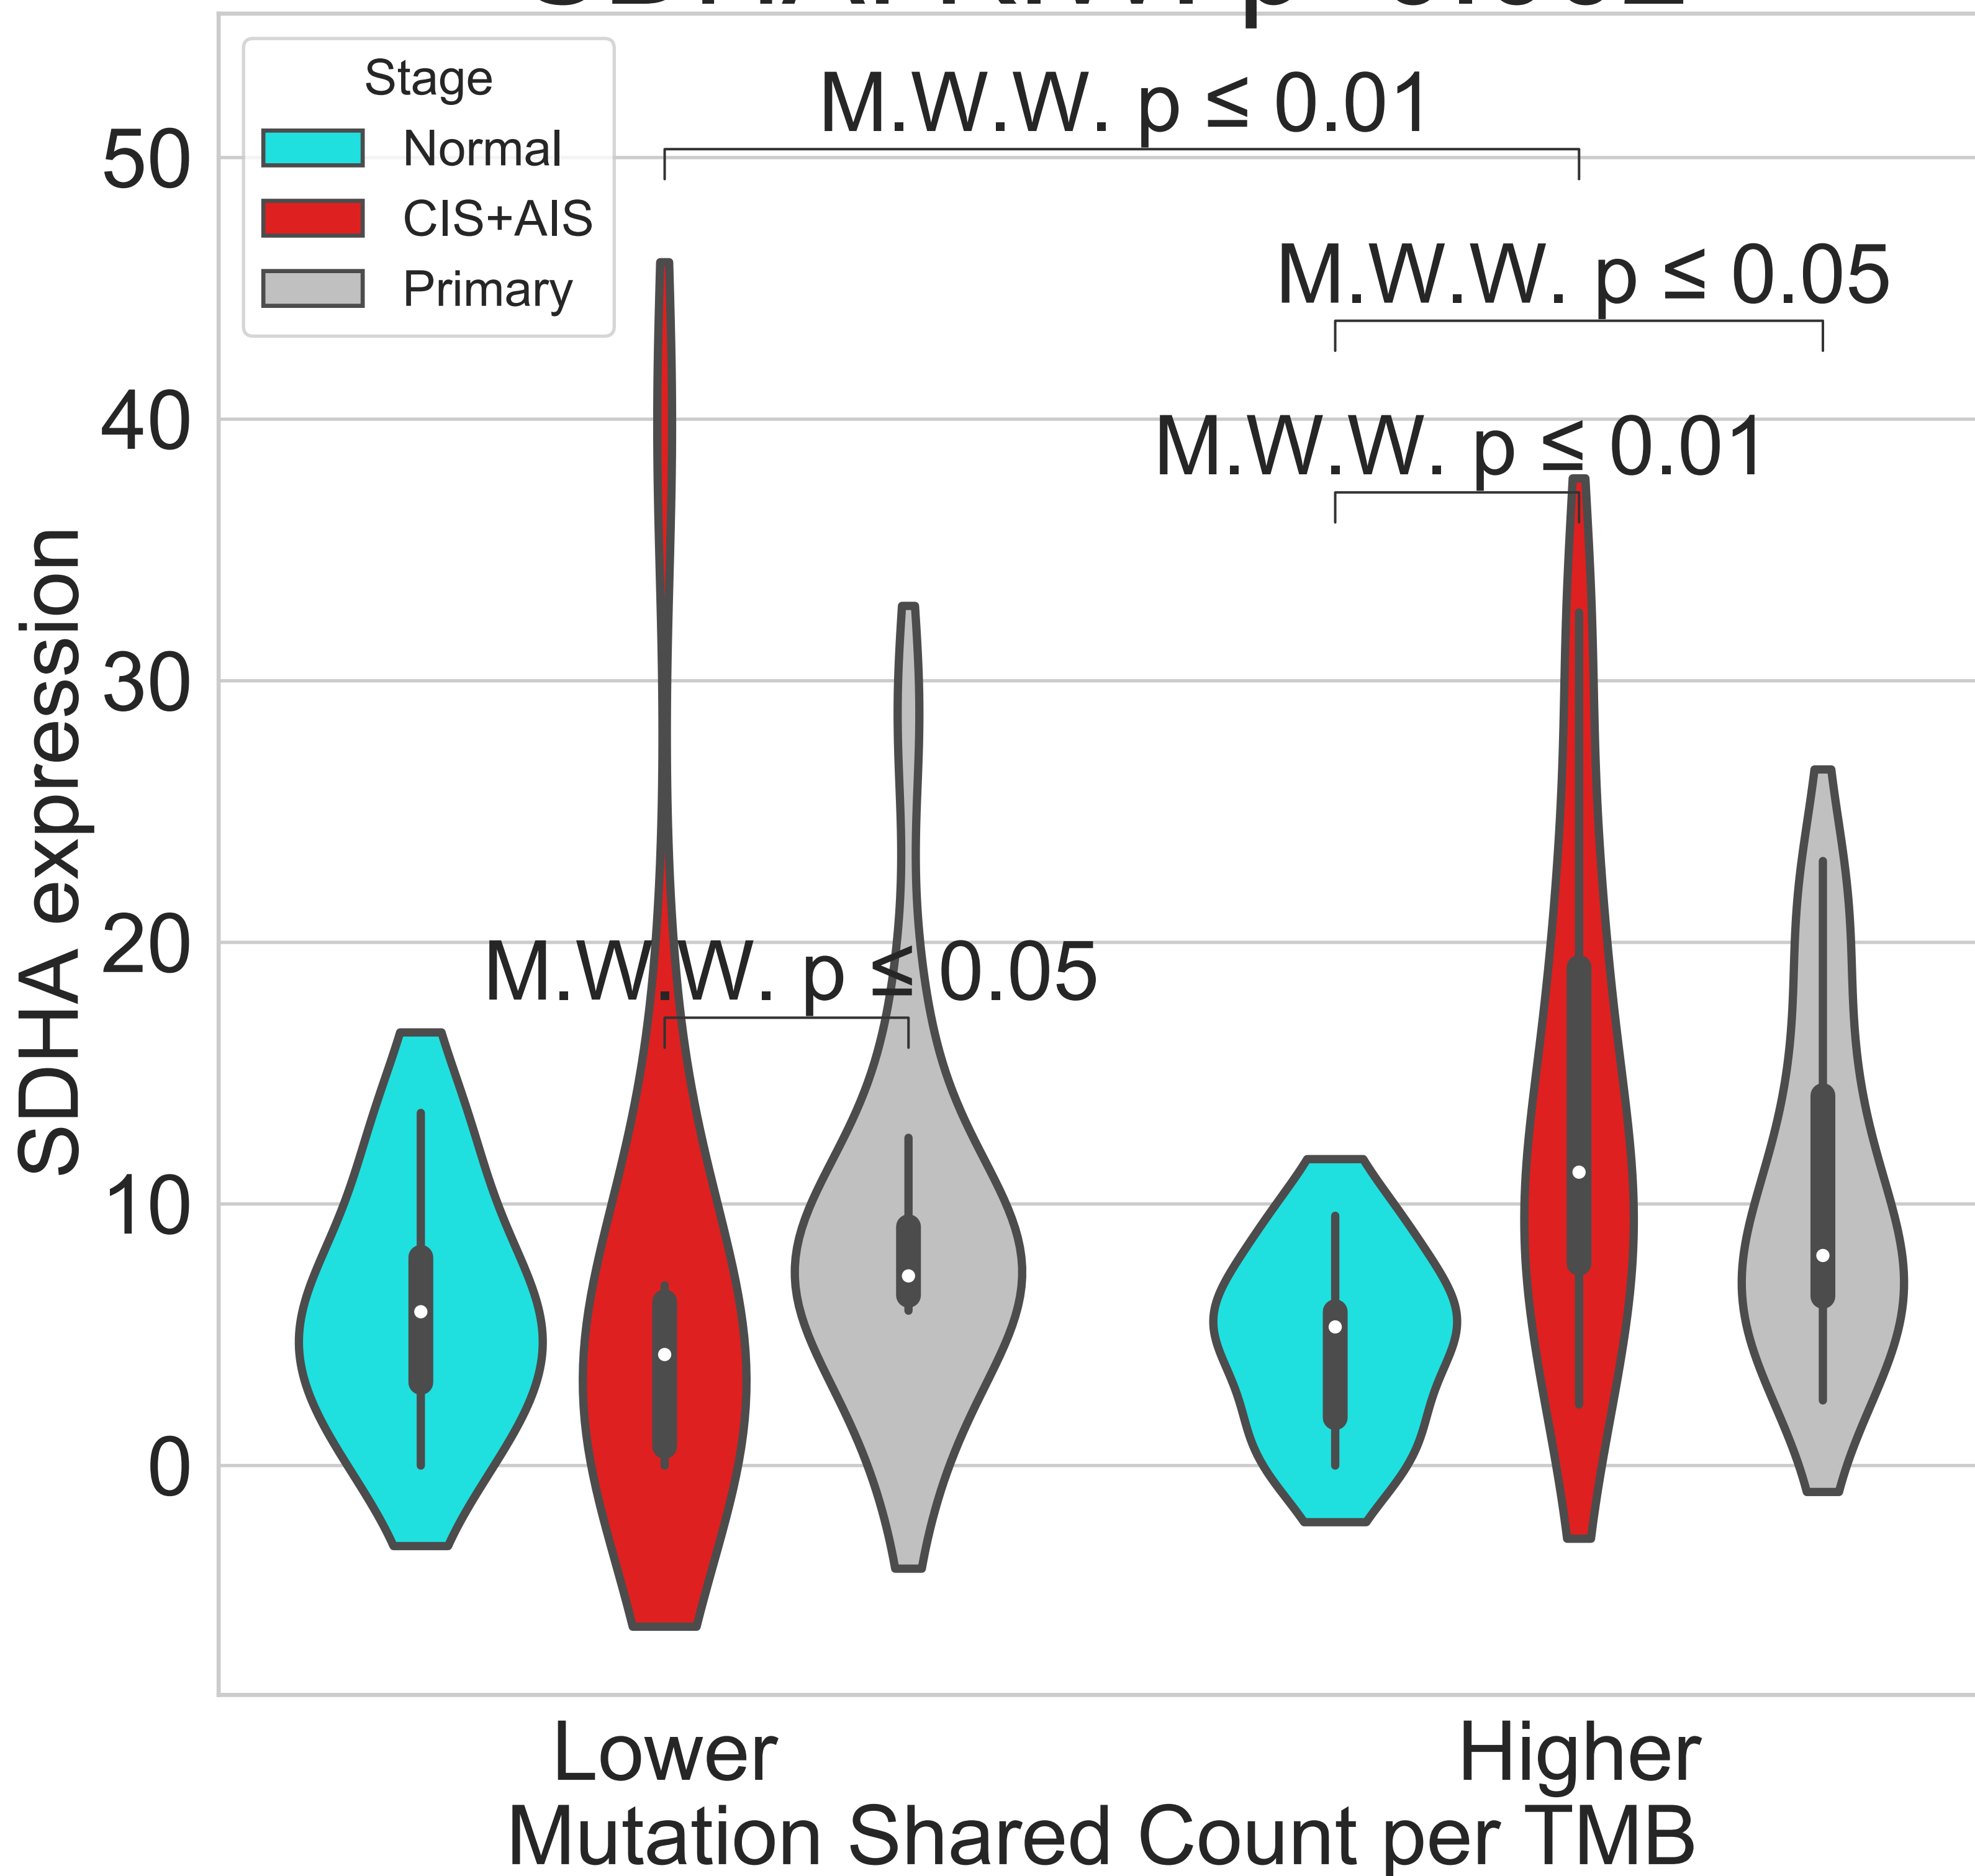 Stage
Normal
CIS+AIS
Primary
M.W.W. p ≤ 0.01
M.W.W. p ≤ 0.05
M.W.W. p ≤ 0.01
M.W.W. p ≤ 0.05
50
40
30
20
10
0
SDHA expression
Lower
Higher
Mutation Shared Count per TMB